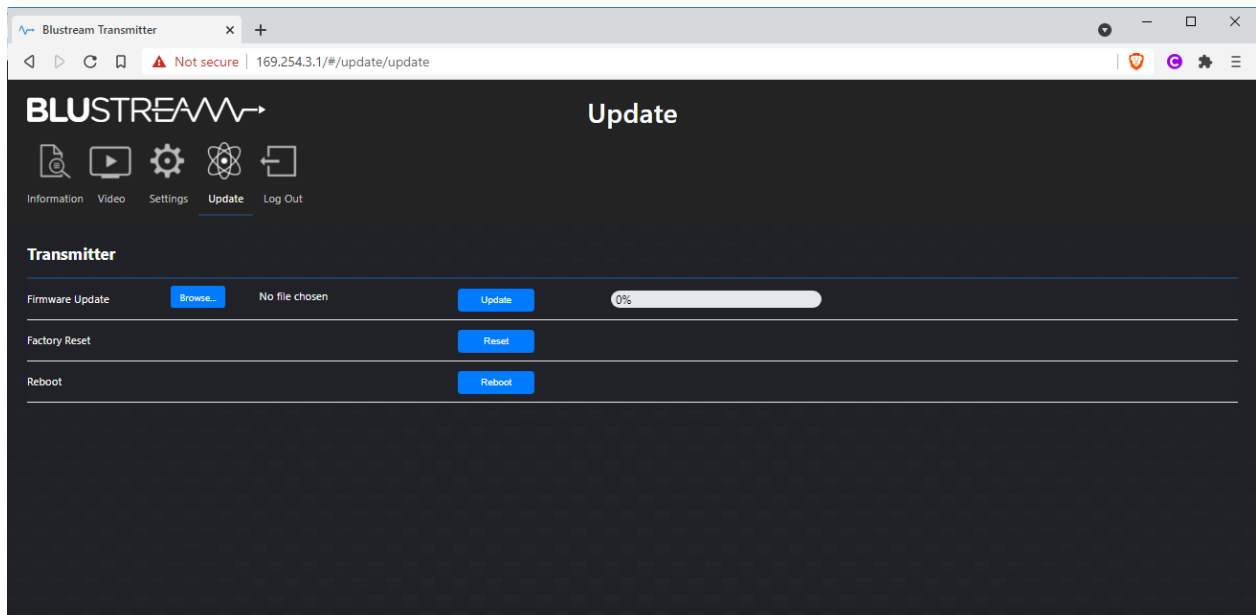 Blustream Transmitter
Not secure | 169.254.3.1/#/update/update
BLUSTREAM
Update
Information Video Settings Update Log Out
Transmitter
Firmware Update Browse... No file chosen Update 0%
Factory Reset Reset
Reboot Reboot